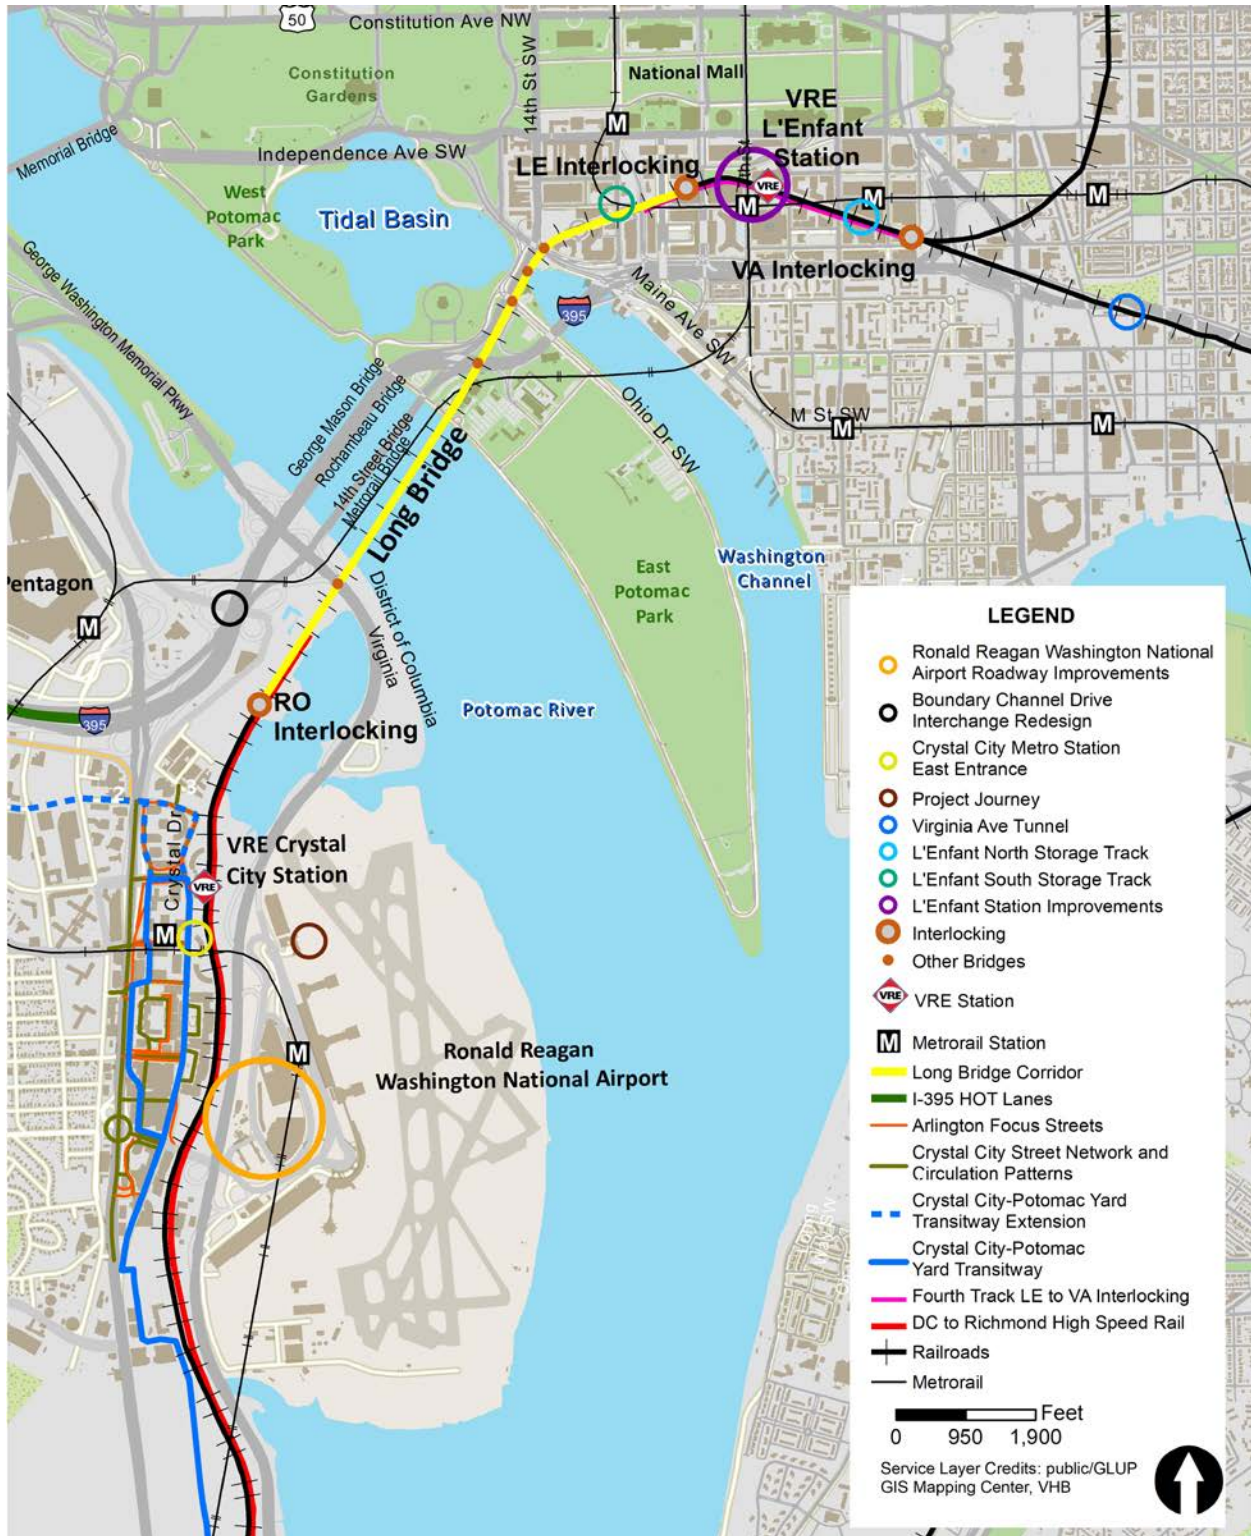 50
Constitution Ave NW
14th St SW
National Mall
Constitution
Gardens
VRE
L'Enfant
Station
M
Memorial Bridge
Independence Ave SW
LE Interlocking
VRE
West
Potomac
Park
Tidal Basin
M
M
M
George Washington Memorial Pkwy
VA Interlocking
Maine Ave SW
395
George Mason Bridge
Rochambeau Bridge
14th Street Bridge
Metrorail Bridge
Long Bridge
Ohio Dr SW
M St SW
M
M
Washington
Channel
East
Potomac
Park
Pentagon
M
District of Columbia
Virginia
RO
Interlocking
Potomac River
395
2
3
Crystal Dr
VRE Crystal
City Station
VRE
M
M
Ronald Reagan
Washington National Airport
LEGEND
Ronald Reagan Washington National
Airport Roadway Improvements
Boundary Channel Drive
Interchange Redesign
Crystal City Metro Station
East Entrance
Project Journey
Virginia Ave Tunnel
L'Enfant North Storage Track
L'Enfant South Storage Track
L'Enfant Station Improvements
Interlocking
Other Bridges
VRE
VRE Station
M
Metrorail Station
Long Bridge Corridor
I-395 HOT Lanes
Arlington Focus Streets
Crystal City Street Network and
Circulation Patterns
Crystal City-Potomac Yard
Transitway Extension
Crystal City-Potomac
Yard Transitway
Fourth Track LE to VA Interlocking
DC to Richmond High Speed Rail
Railroads
Metrorail
Feet
0 950 1,900
Service Layer Credits: public/GLUP
GIS Mapping Center, VHB